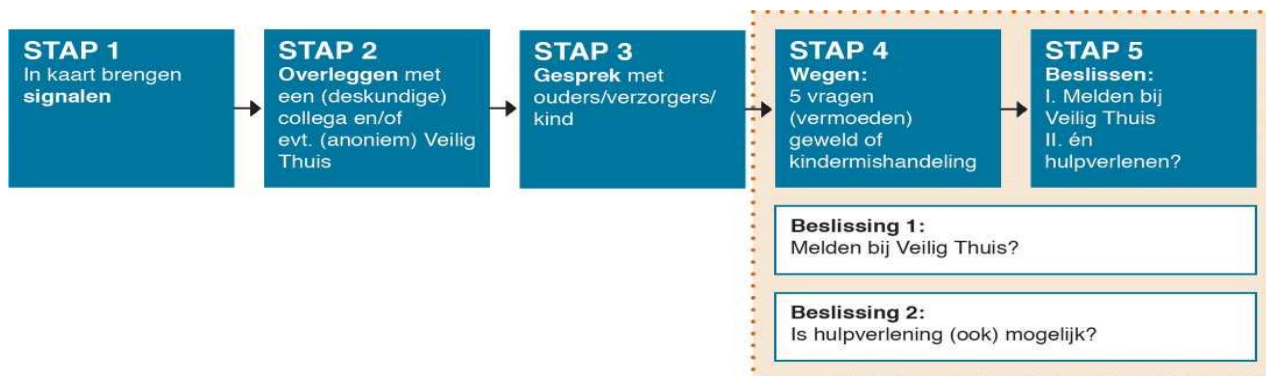 STAP 1
In kaart brengen
signalen
STAP 2
Overleggen met
een (deskundige)
collega en/of
evt. (anoniem) Veilig
Thuis
STAP 3
Gesprek met
ouders/verzorgers/
kind
STAP 4
Wegen:
5 vragen
(vermoeden)
geweld of
kindermishandeling
STAP 5
Beslissen:
I. Melden bij
Veilig Thuis
II. én
hulpverlenen?
Beslissing 1:
Melden bij Veilig Thuis?
Beslissing 2:
Is hulpverlening (ook) mogelijk?